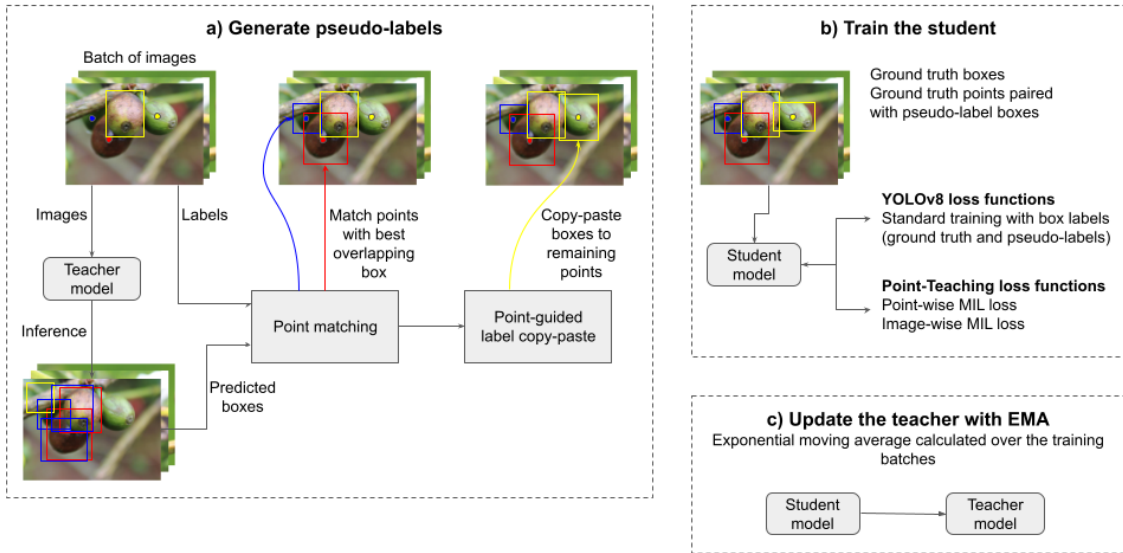 a) Generate pseudo-labels
Batch of images
Images
Labels
Match points
with best
overlapping
box
Copy-paste
boxes to
remaining
points
Teacher
model
Point matching
Point-guided
label copy-paste
Inference
Predicted
boxes
b) Train the student
Ground truth boxes
Ground truth points paired
with pseudo-label boxes
YOLOv8 loss functions
Standard training with box labels
(ground truth and pseudo-labels)
Student
model
Point-Teaching loss functions
Point-wise MIL loss
Image-wise MIL loss
c) Update the teacher with EMA
Exponential moving average calculated over the training
batches
Student
model
Teacher
model